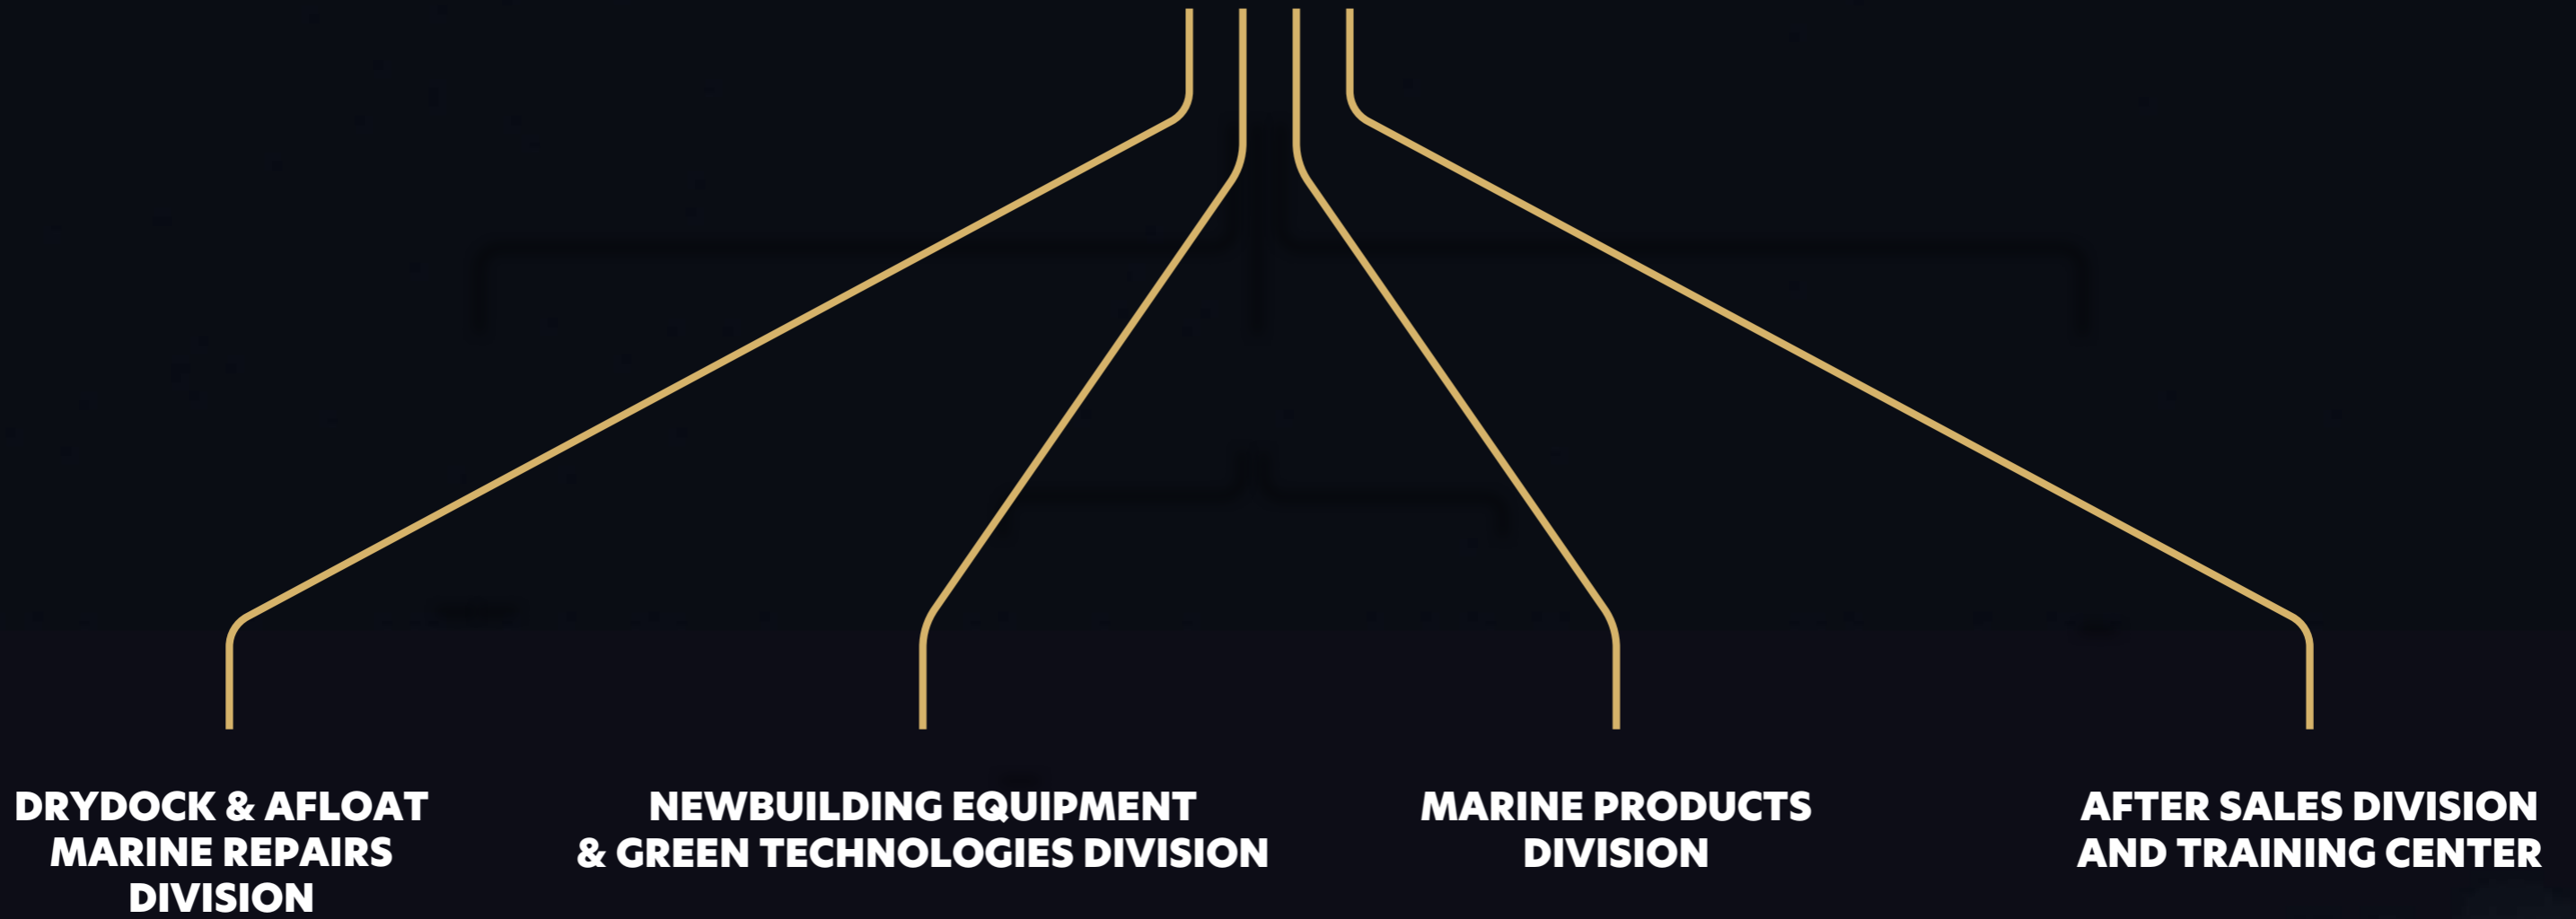 DRYDOCK & AFLOAT
MARINE REPAIRS
DIVISION
NEWBUILDING EQUIPMENT
& GREEN TECHNOLOGIES DIVISION
MARINE PRODUCTS
DIVISION
AFTER SALES DIVISION
AND TRAINING CENTER